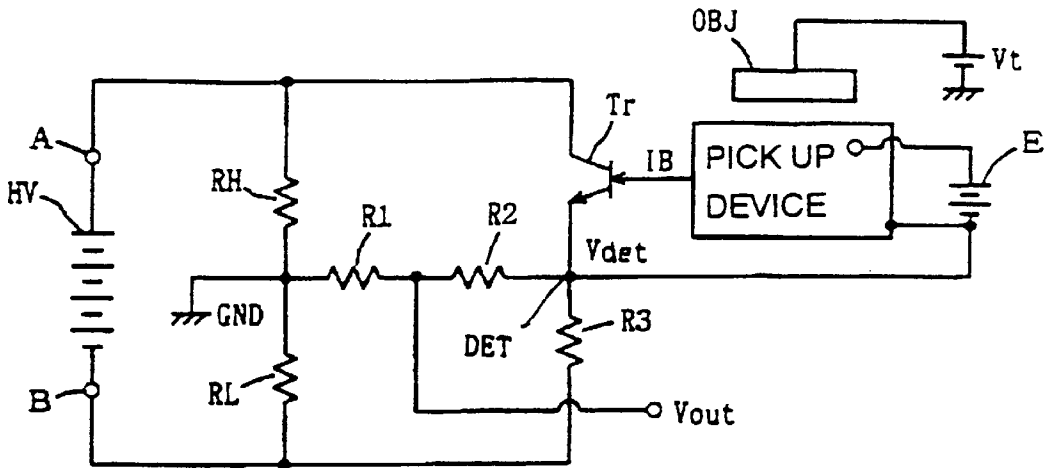 OBJ
Vt
Tr
A
IB
PICK UP
DEVICE
E
HV
RH
R1
R2
Vdet
GND
DET
R3
B
RL
Vout